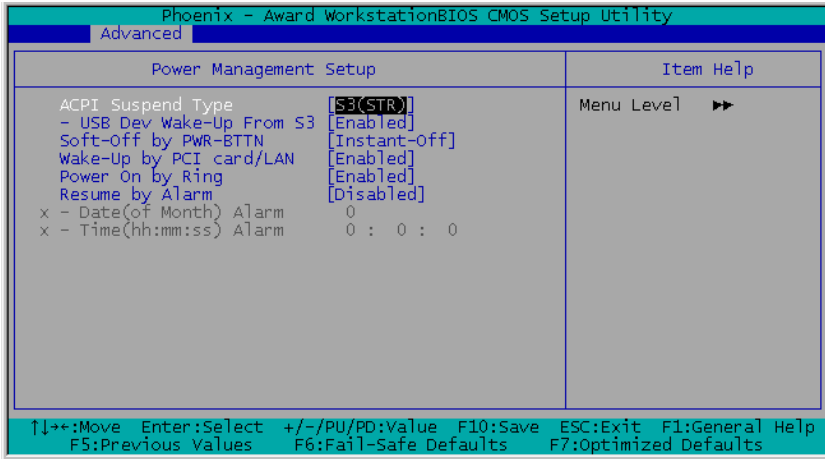 Phoenix - Award WorkstationBIOS CMOS Setup Utility
Advanced
Power Management Setup
Item Help
ACPI Suspend Type [S3(STR)]
Menu Level ▶▶
- USB Dev Wake-Up From S3 [Enabled]
Soft-Off by PWR-BTTN [Instant-Off]
Wake-Up by PCI card/LAN [Enabled]
Power On by Ring [Enabled]
Resume by Alarm [Disabled]
x - Date(of Month) Alarm 0
x - Time(hh:mm:ss) Alarm 0 : 0 : 0
↑↓→←:Move Enter:Select +/-/PU/PD:Value F10:Save ESC:Exit F1:General Help
F5:Previous Values F6:Fail-Safe Defaults F7:Optimized Defaults